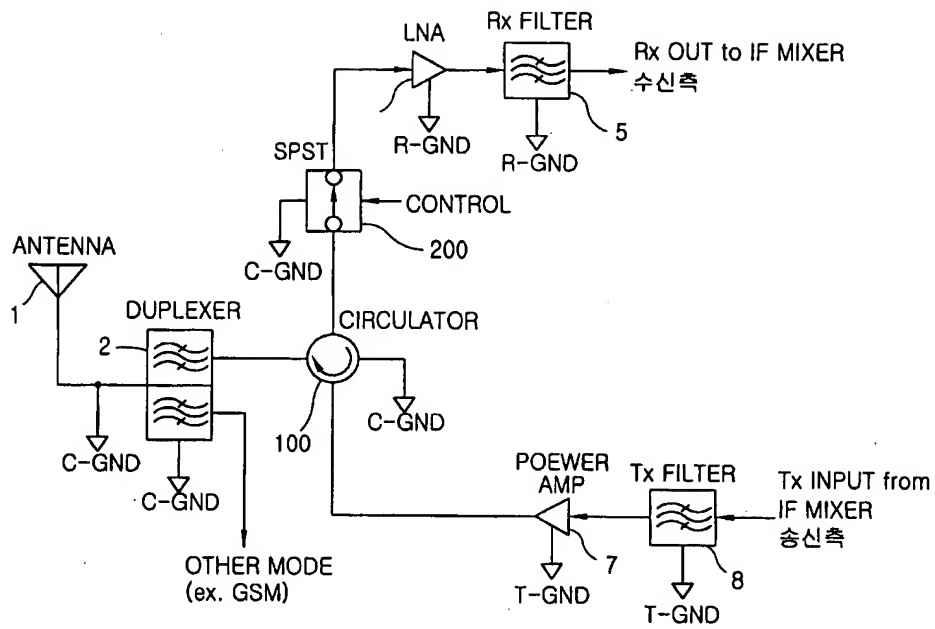 LNA
Rx FILTER
Rx OUT to IF MIXER
수신측
5
R-GND
R-GND
SPST
CONTROL
200
C-GND
ANTENNA
1
DUPLEXER
2
CIRCULATOR
100
C-GND
C-GND
C-GND
OTHER MODE
(ex. GSM)
POEWER
AMP
7
T-GND
Tx FILTER
8
T-GND
Tx INPUT from
IF MIXER
송신측